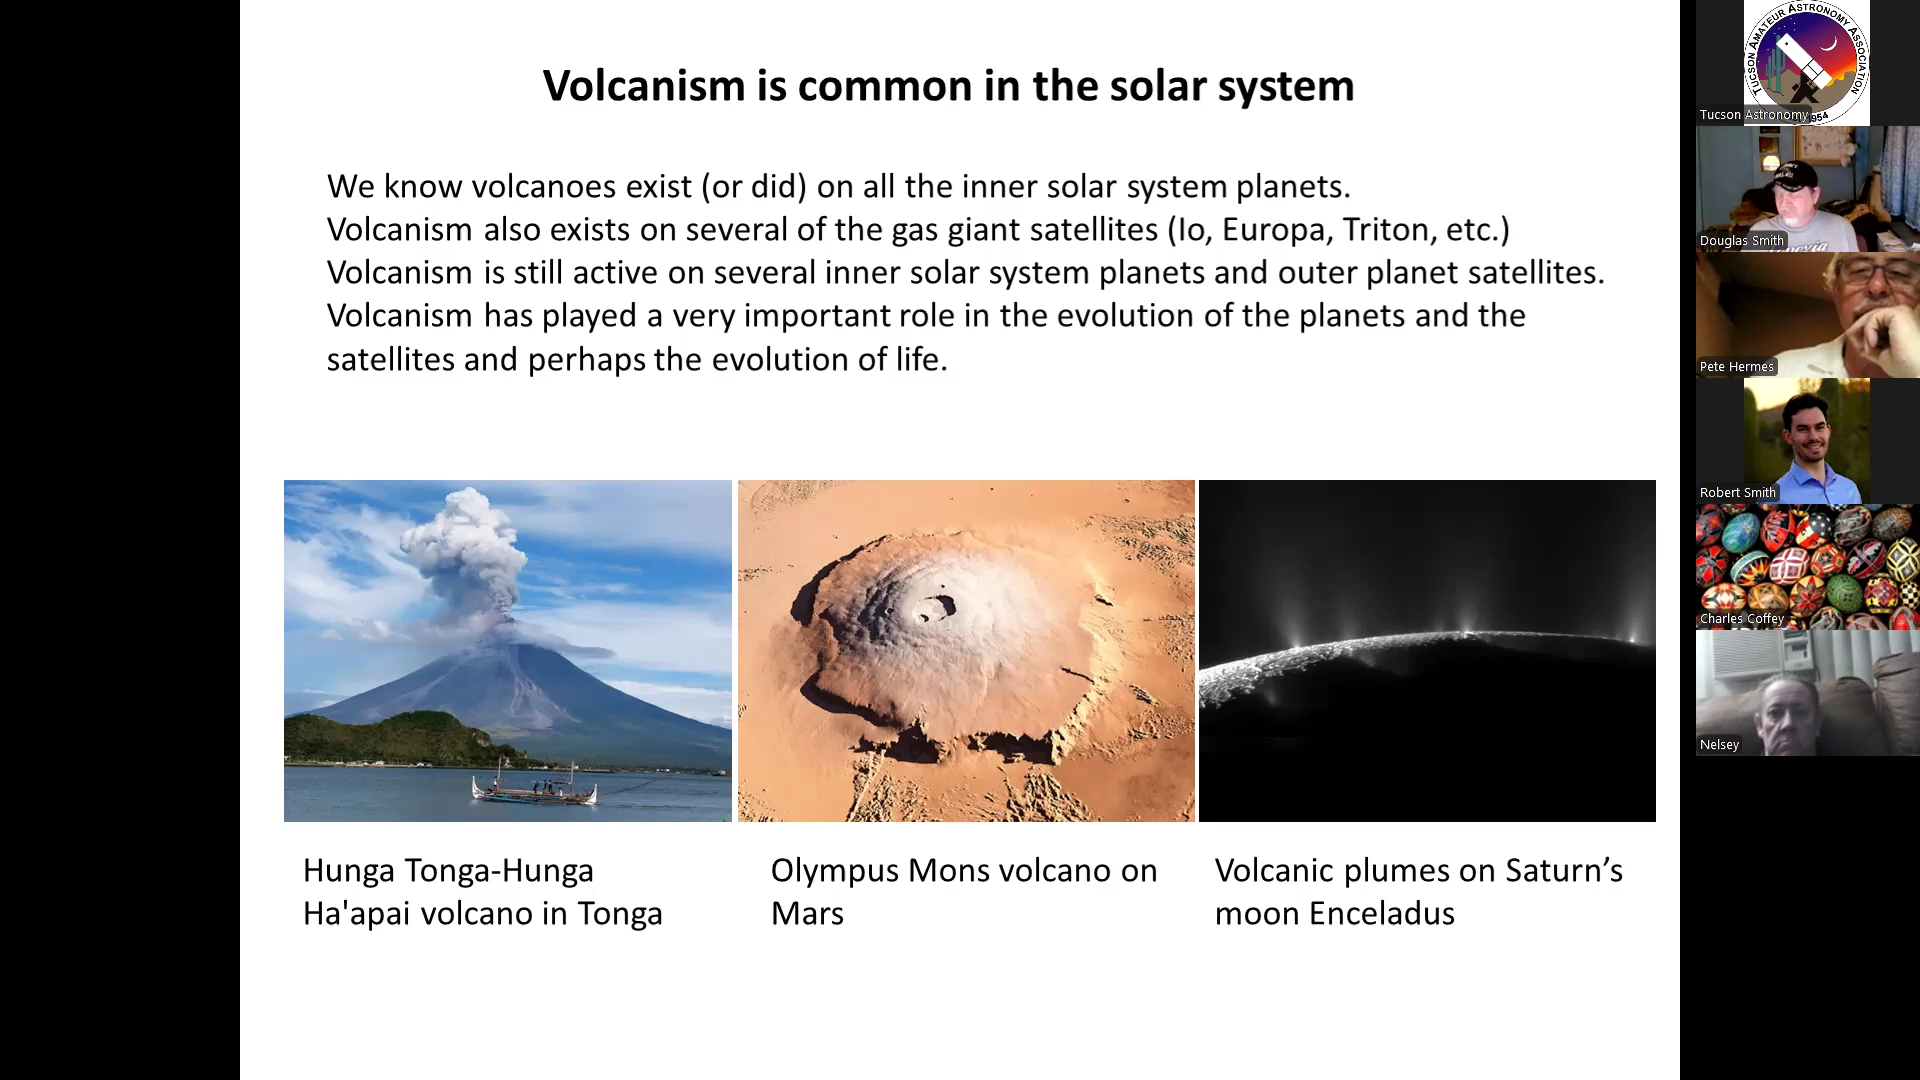 Volcanism is common in the solar system
We know volcanoes exist (or did) on all the inner solar system planets.
Volcanism also exists on several of the gas giant satellites (Io, Europa, Triton, etc.)
Volcanism is still active on several inner solar system planets and outer planet satellites.
Volcanism has played a very important role in the evolution of the planets and the
satellites and perhaps the evolution of life.
Hunga Tonga-Hunga
Ha'apai volcano in Tonga
Olympus Mons volcano on
Mars
Volcanic plumes on Saturn’s
moon Enceladus
TUCSON AMATEUR ASTRONOMY ASSOCIATION
Tucson Astronomy
Douglas Smith
Pete Hermes
Robert Smith
Charles Coffey
Nelsey